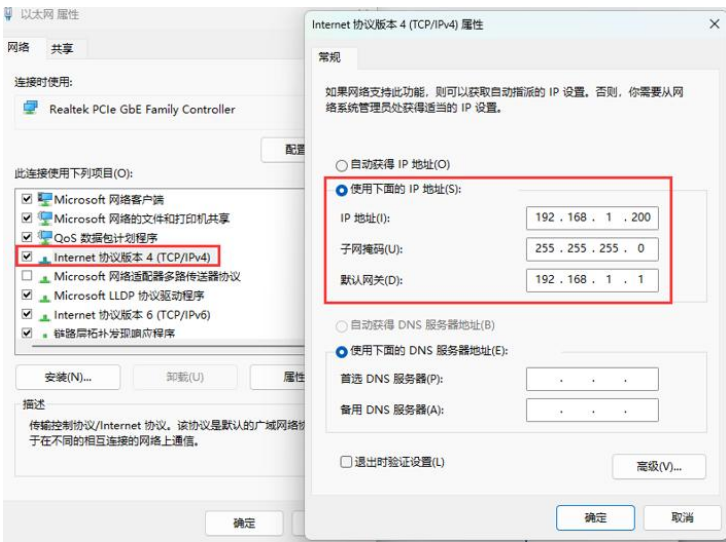 以太网 属性
网络
共享
连接时使用:
Realtek PCIe GbE Family Controller
配置
此连接使用下列项目(O):
Microsoft 网络客户端
Microsoft 网络的文件和打印机共享
QoS 数据包计划程序
Internet 协议版本 4 (TCP/IPv4)
Microsoft 网络适配器多路传送器协议
Microsoft LLDP 协议驱动程序
Internet 协议版本 6 (TCP/IPv6)
链路层拓扑发现响应程序
安装(N)...
卸载(U)
属性
描述
传输控制协议/Internet 协议。该协议是默认的广域网络
于在不同的相互连接的网络上通信。
确定
Internet 协议版本 4 (TCP/IPv4) 属性
常规
如果网络支持此功能，则可以获取自动指派的 IP 设置。否则，你需要从网
络系统管理员处获得适当的 IP 设置。
自动获得 IP 地址(O)
使用下面的 IP 地址(S):
IP 地址(I):
192 . 168 . 1 . 200
子网掩码(U):
255 . 255 . 255 . 0
默认网关(D):
192 . 168 . 1 . 1
自动获得 DNS 服务器地址(B)
使用下面的 DNS 服务器地址(E):
首选 DNS 服务器(P):
. . .
备用 DNS 服务器(A):
. . .
退出时验证设置(L)
高级(V)...
确定
取消